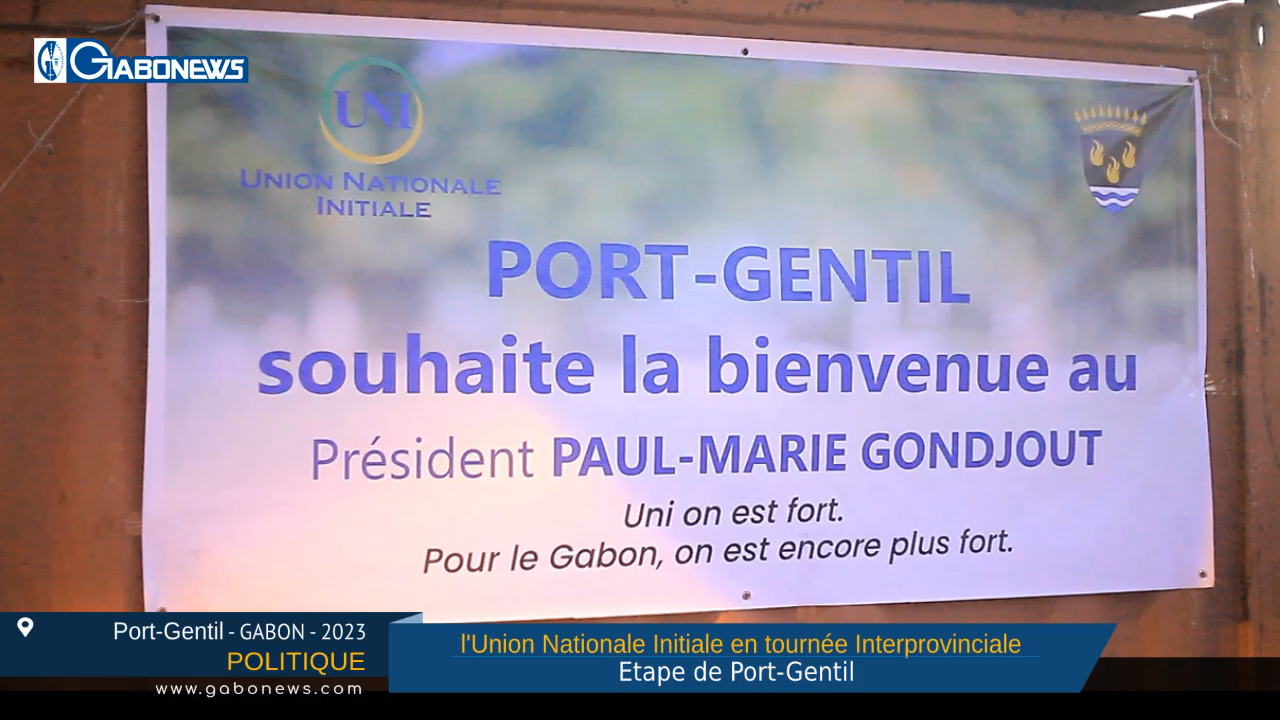 GABONEWS
UNI
UNION NATIONALE
INITIALE
PORT-GENTIL
souhaite la bienvenue au
Président PAUL-MARIE GONDJOUT
Uni on est fort.
Pour le Gabon, on est encore plus fort.
Port-Gentil - GABON - 2023
POLITIQUE
www.gabonews.com
l'Union Nationale Initiale en tournée Interprovinciale
Etape de Port-Gentil